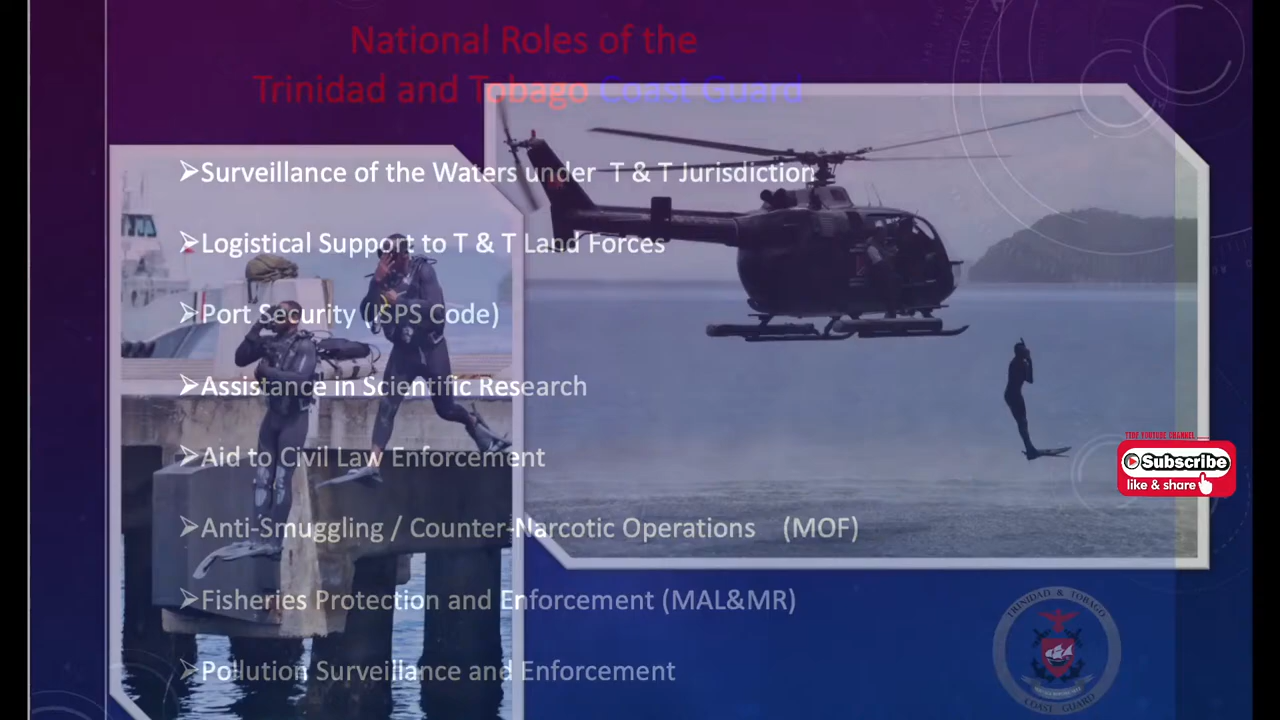 National Roles of the
Trinidad and Tobago Coast Guard
➢Surveillance of the Waters under T & T Jurisdiction
➢Logistical Support to T & T Land Forces
➢Port Security (ISPS Code)
➢Assistance in Scientific Research
➢Aid to Civil Law Enforcement
➢Anti-Smuggling / Counter-Narcotic Operations (MOF)
➢Fisheries Protection and Enforcement (MAL&MR)
➢Pollution Surveillance and Enforcement
YOUTUBE CHANNEL
Subscribe
like & share
TRINIDAD & TOBAGO
COAST GUARD